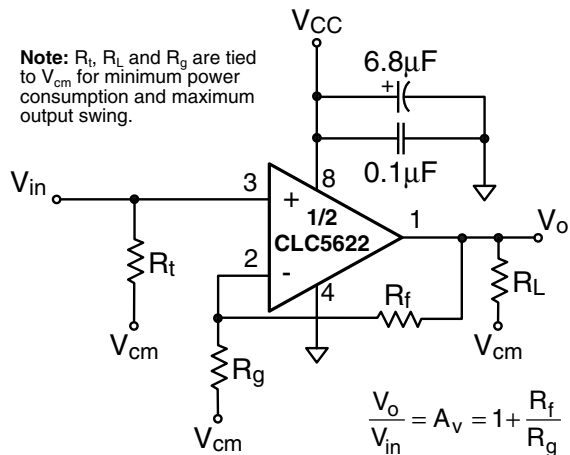 Note: Rt, RL and Rg are tied
to Vcm for minimum power
consumption and maximum
output swing.
VCC
6.8µF
+
0.1µF
Vin
3
8
+
1/2
CLC5622
1
Vo
2
-
4
Rt
Vcm
Rf
RL
Vcm
Rg
Vcm
Vo/Vin = Av = 1 + Rf/Rg